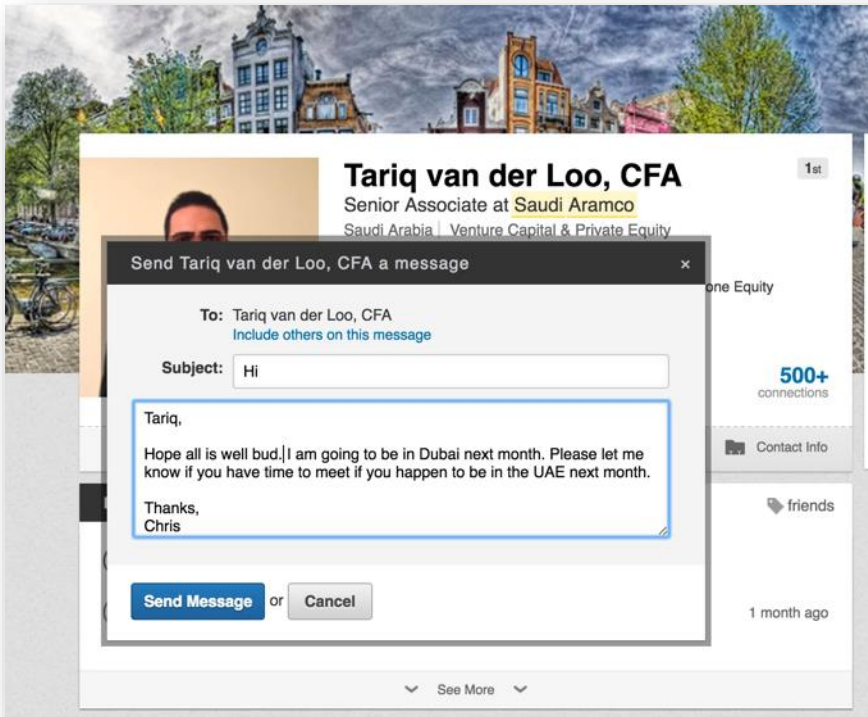 Tariq van der Loo, CFA
1st
Senior Associate at Saudi Aramco
Saudi Arabia | Venture Capital & Private Equity
Send Tariq van der Loo, CFA a message
×
one Equity
To: Tariq van der Loo, CFA
Include others on this message
Subject: Hi
500+
connections
Tariq,
Hope all is well bud. I am going to be in Dubai next month. Please let me
know if you have time to meet if you happen to be in the UAE next month.
Thanks,
Chris
Contact Info
friends
Send Message or Cancel
1 month ago
See More